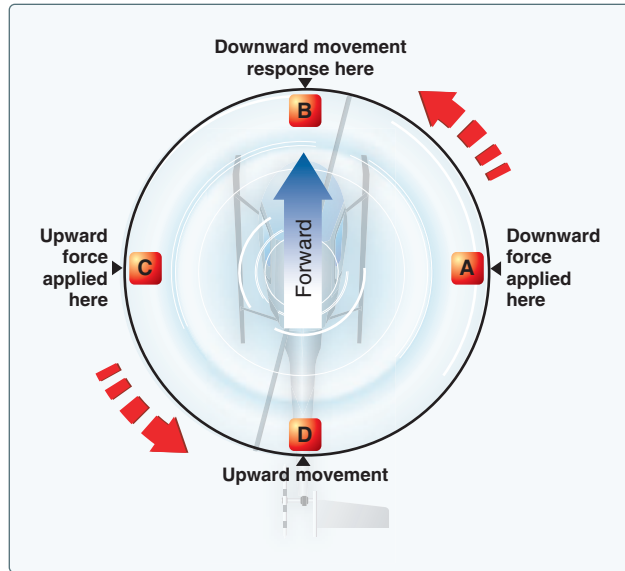 Downward movement
response here
B
Upward
force
applied
here
C
Forward
A
Downward
force
applied
here
D
Upward movement